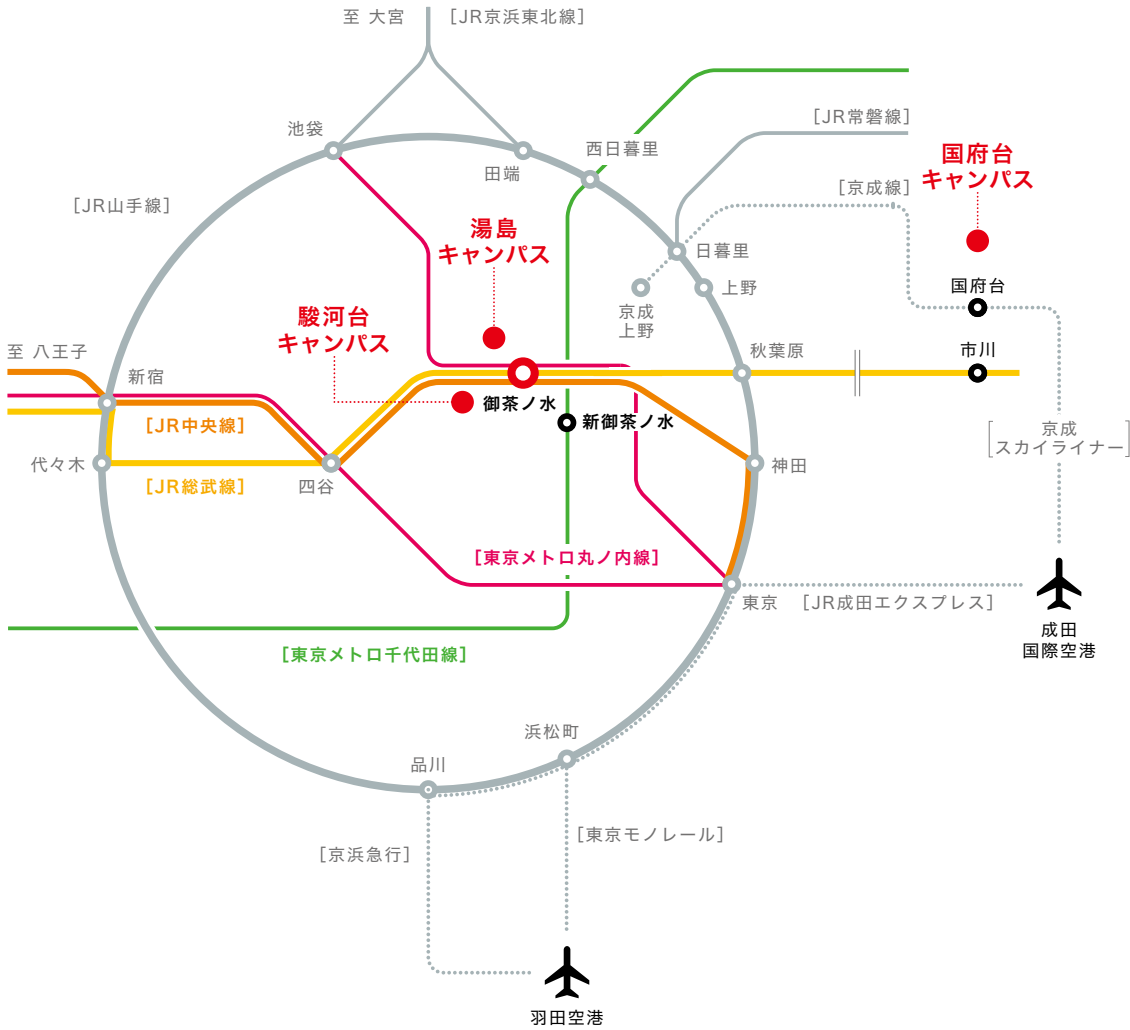 至 大宮
［JR京浜東北線］
［JR常磐線］
池袋
田端
西日暮里
国府台
キャンパス
［京成線］
［JR山手線］
湯島
キャンパス
日暮里
上野
京成
上野
国府台
駿河台
キャンパス
至 八王子
新宿
秋葉原
市川
御茶ノ水
新御茶ノ水
［JR中央線］
代々木
四谷
神田
［JR総武線］
京成
［スカイライナー］
［東京メトロ丸ノ内線］
東京
［JR成田エクスプレス］
成田
国際空港
［東京メトロ千代田線］
浜松町
品川
［東京モノレール］
［京浜急行］
羽田空港